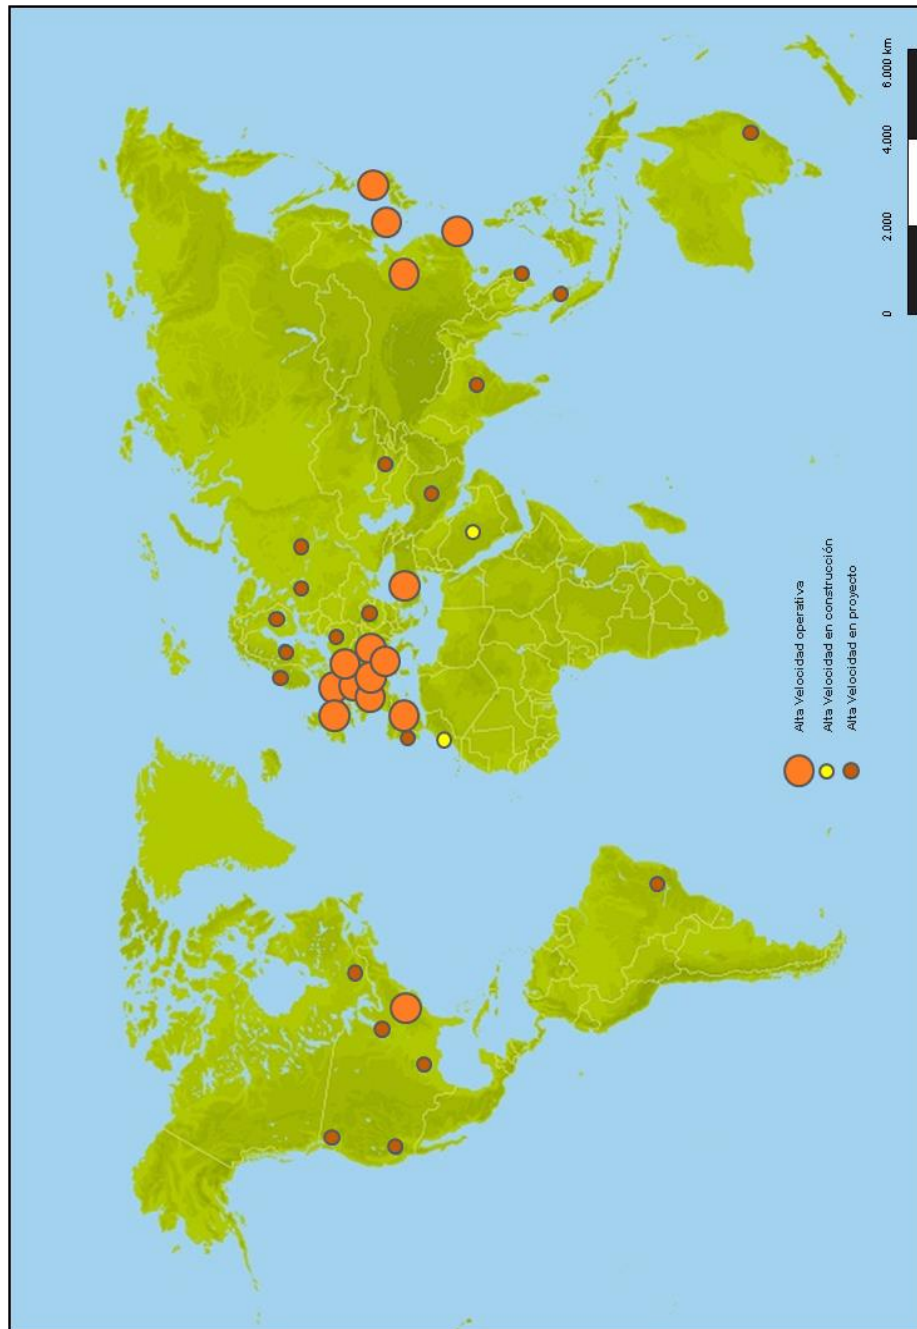 Alta Velocidad operativa
Alta Velocidad en construcción
Alta Velocidad en proyecto
0 2.000 4.000 6.000 km